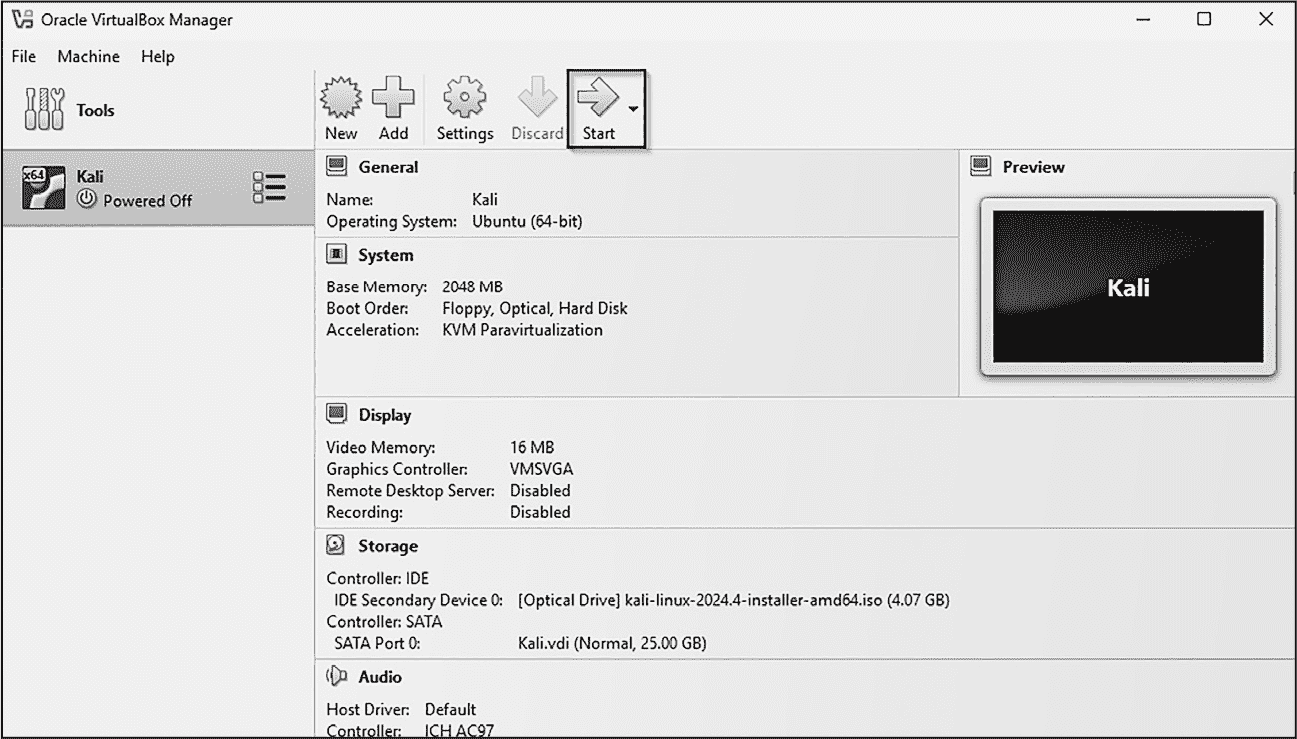 Oracle VirtualBox Manager
File Machine Help
Tools
New Add Settings Discard Start
x64
Kali
Powered Off
General
Name: Kali
Operating System: Ubuntu (64-bit)
System
Base Memory: 2048 MB
Boot Order: Floppy, Optical, Hard Disk
Acceleration: KVM Paravirtualization
Preview
Kali
Display
Video Memory: 16 MB
Graphics Controller: VMSVGA
Remote Desktop Server: Disabled
Recording: Disabled
Storage
Controller: IDE
IDE Secondary Device 0: [Optical Drive] kali-linux-2024.4-installer-amd64.iso (4.07 GB)
Controller: SATA
SATA Port 0: Kali.vdi (Normal, 25.00 GB)
Audio
Host Driver: Default
Controller: ICH AC97